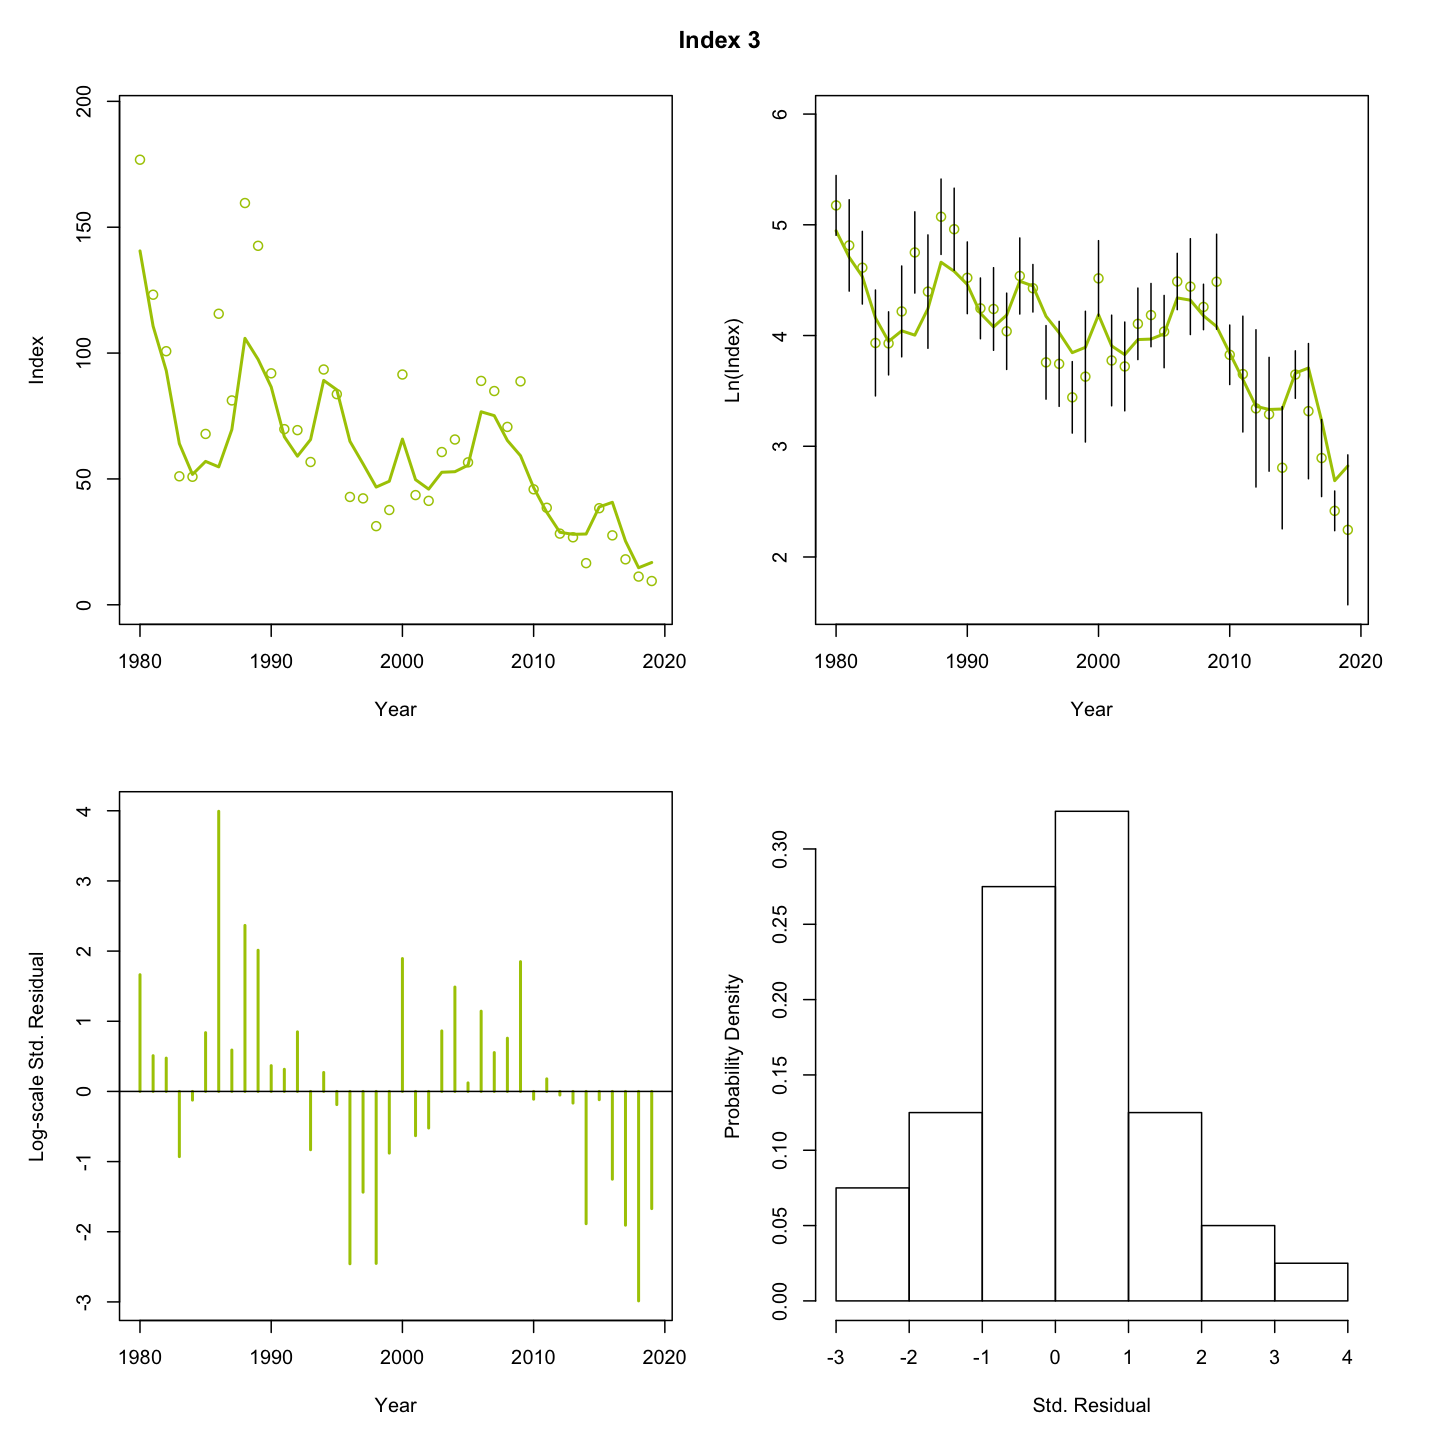 Index 3
200
150
100
50
0
Index
1980 1990 2000 2010 2020
Year
6
5
4
3
2
Ln(Index)
1980 1990 2000 2010 2020
Year
4
3
2
1
0
-1
-2
-3
Log-scale Std. Residual
1980 1990 2000 2010 2020
Year
0.30
0.25
0.20
0.15
0.10
0.05
0.00
Probability Density
-3 -2 -1 0 1 2 3 4
Std. Residual